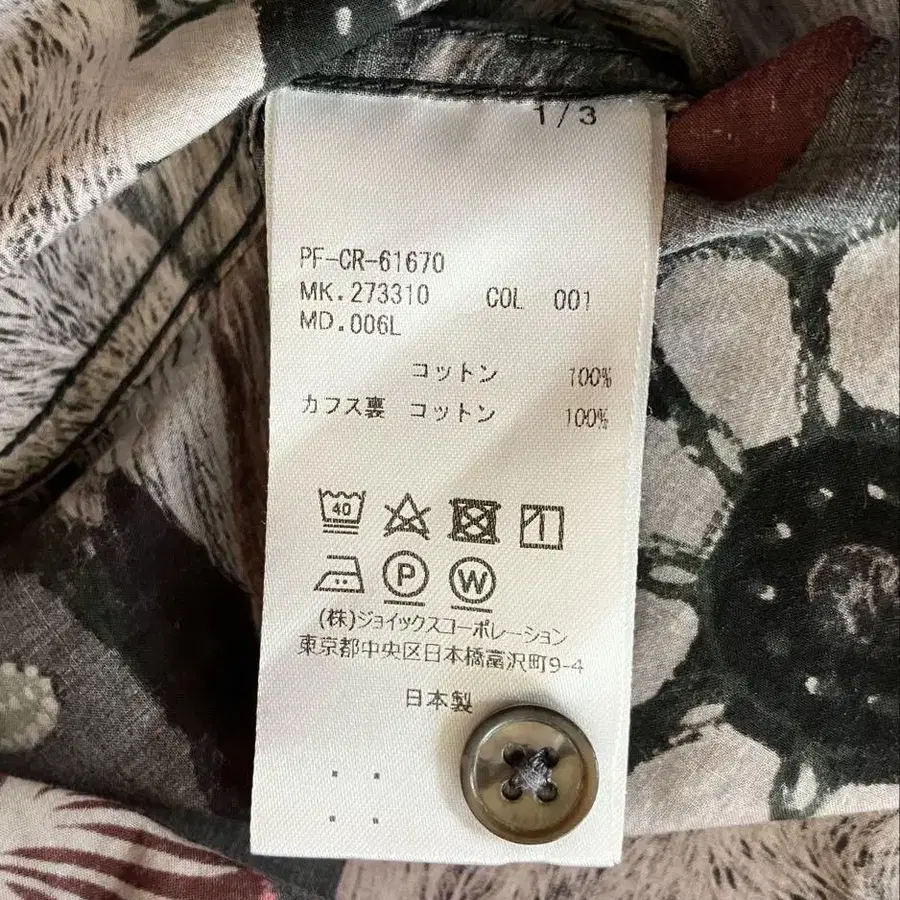 1/3
PF-CR-61670
MK.273310 COL 001
MD.006L
コットン 100%
カフス裏 コットン 100%
40
P W
(株)ジョイックスコーポレーション
東京都中央区日本橋富沢町9-4
日本製